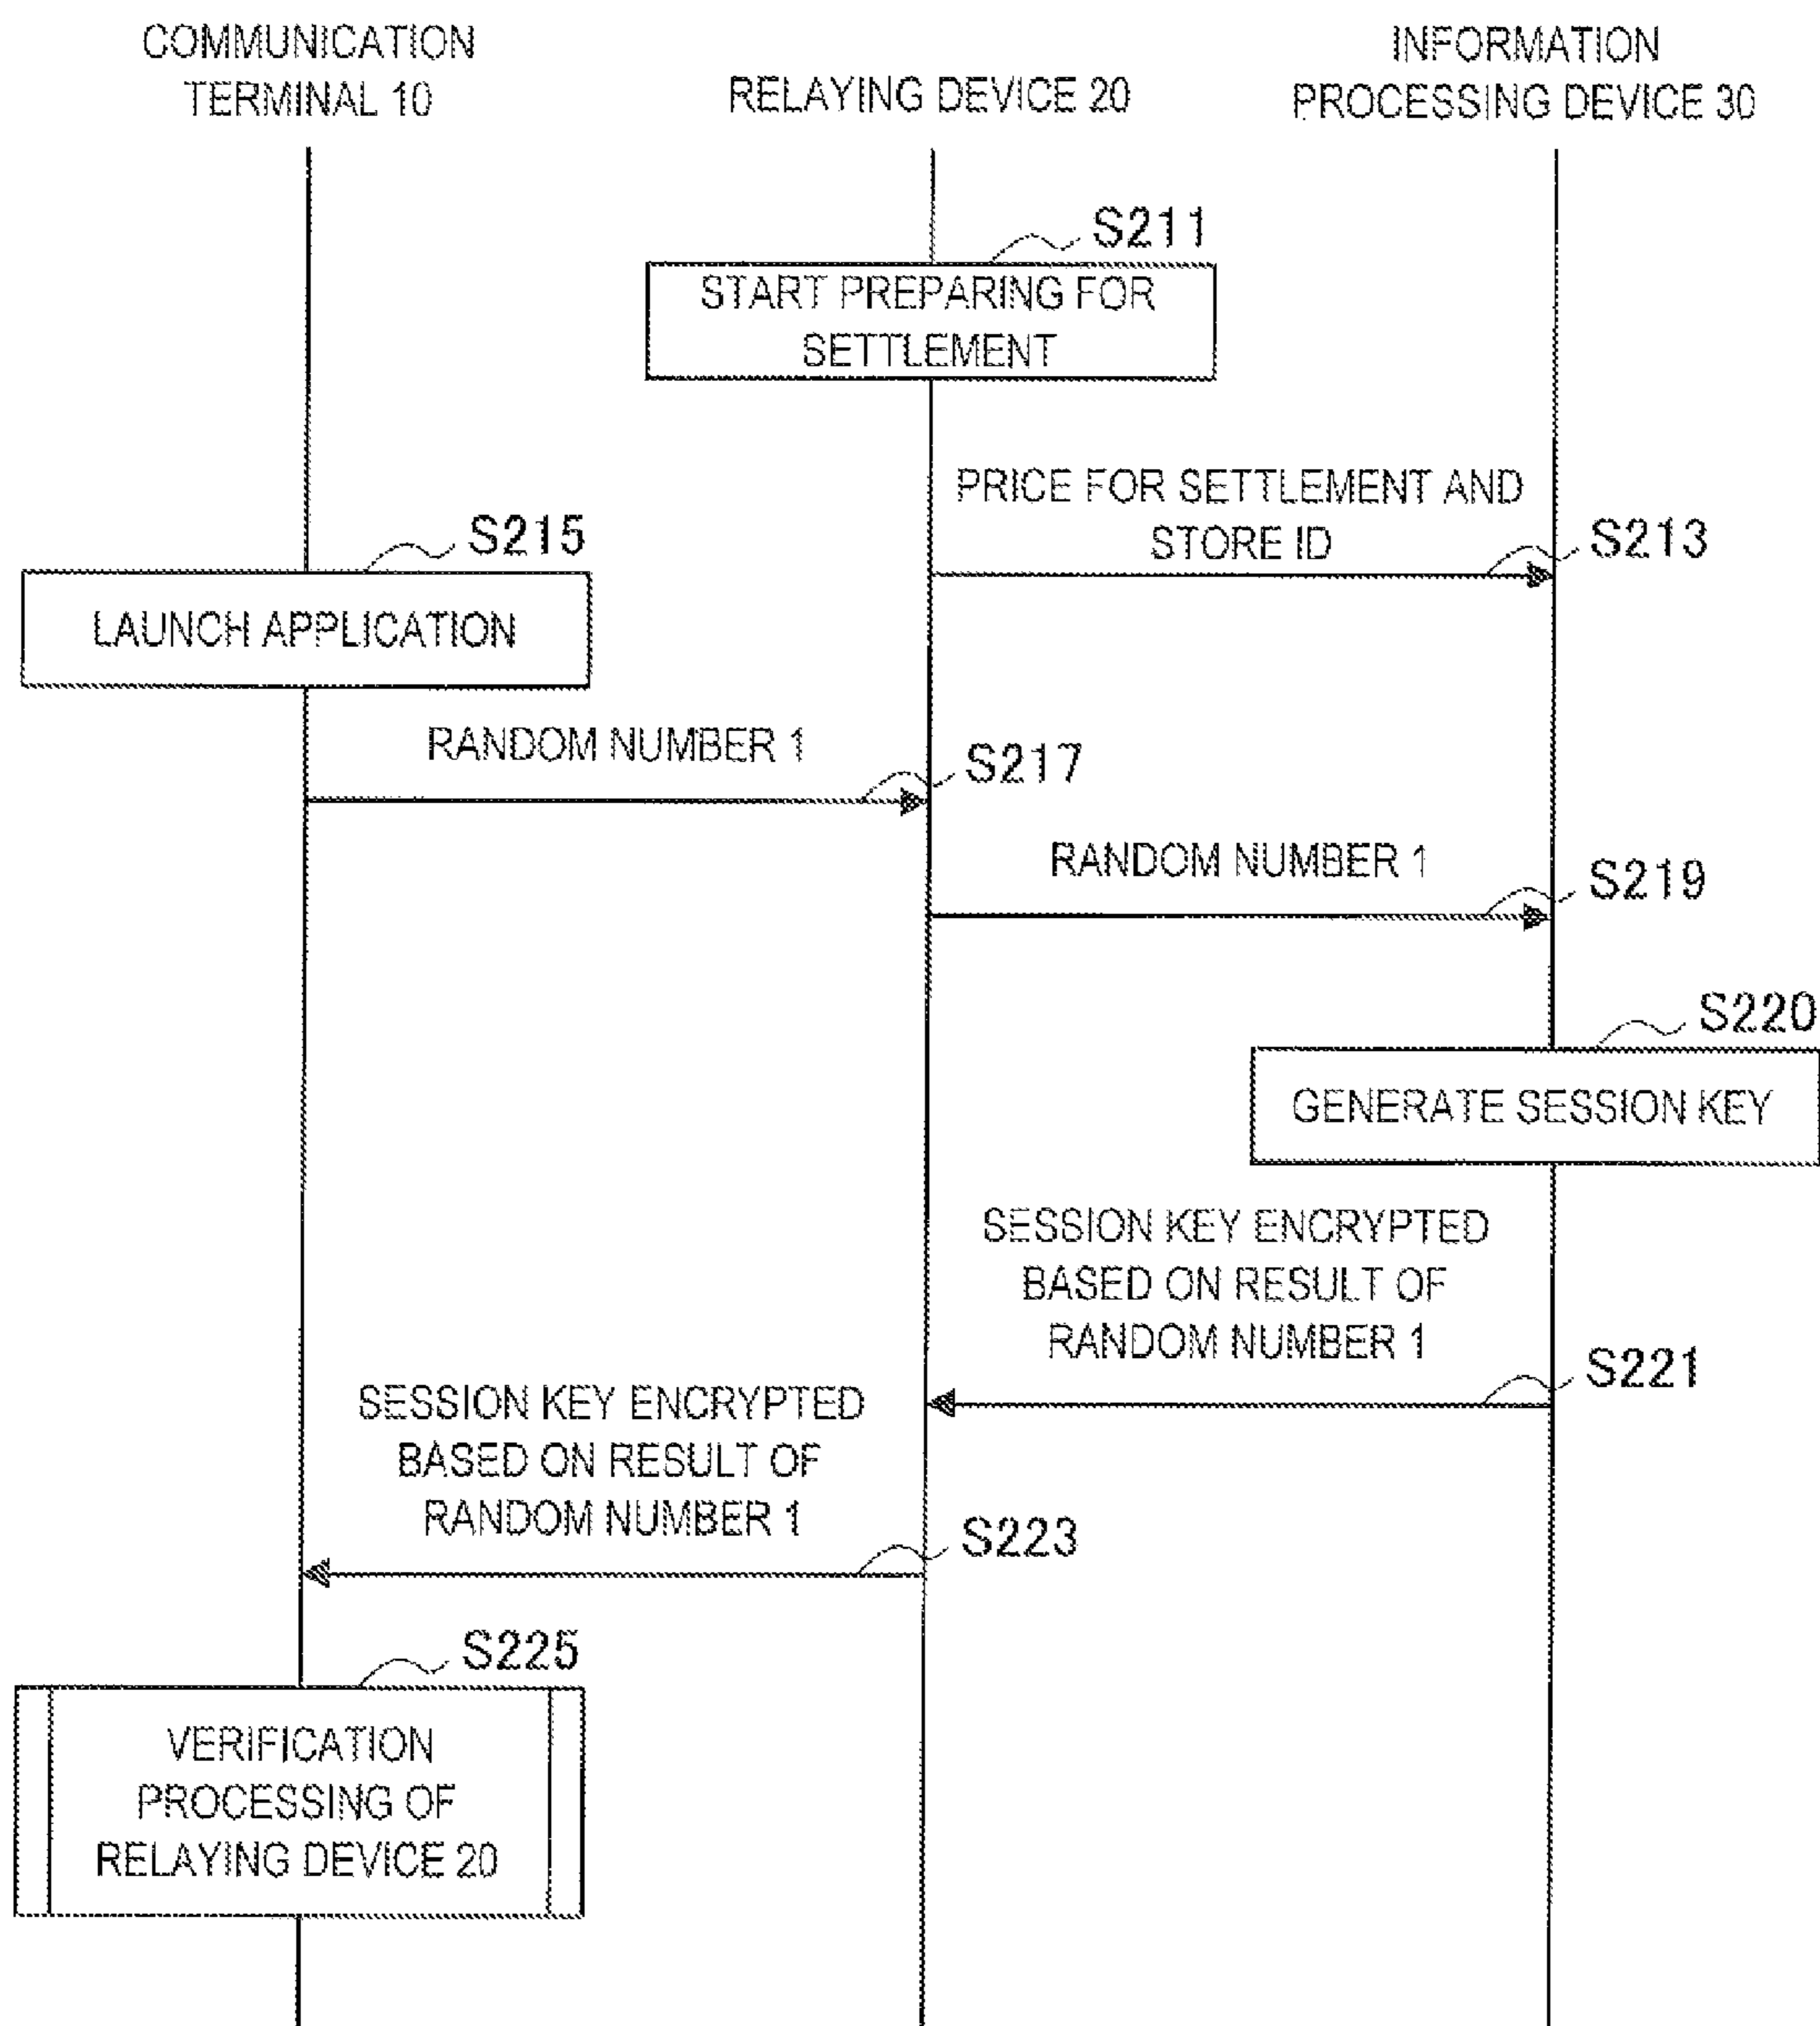 COMMUNICATION
TERMINAL 10
RELAYING DEVICE 20
INFORMATION
PROCESSING DEVICE 30
S211
START PREPARING FOR
SETTLEMENT
PRICE FOR SETTLEMENT AND
STORE ID
S213
S215
LAUNCH APPLICATION
RANDOM NUMBER 1
S217
RANDOM NUMBER 1
S219
S220
GENERATE SESSION KEY
SESSION KEY ENCRYPTED
BASED ON RESULT OF
RANDOM NUMBER 1
S221
SESSION KEY ENCRYPTED
BASED ON RESULT OF
RANDOM NUMBER 1
S223
S225
VERIFICATION
PROCESSING OF
RELAYING DEVICE 20